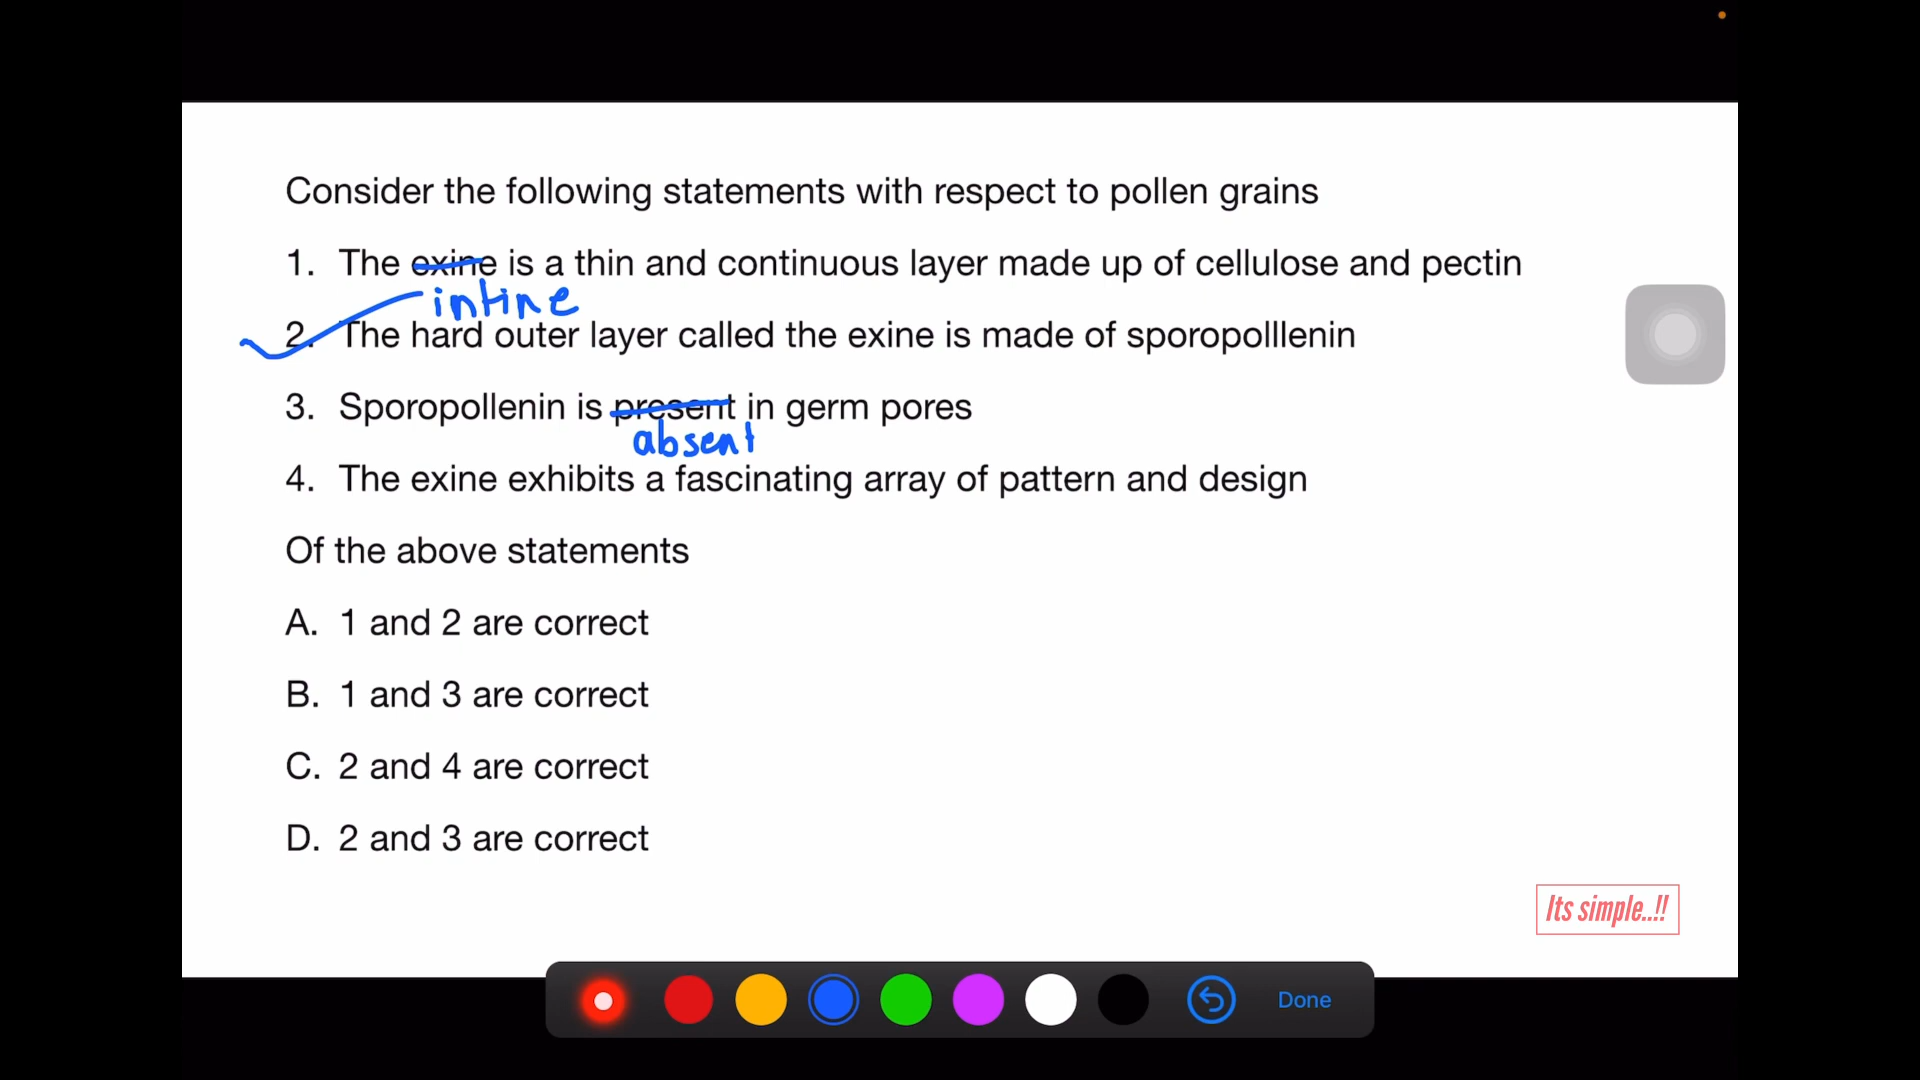 Consider the following statements with respect to pollen grains
1. The exine is a thin and continuous layer made up of cellulose and pectin
intine
2. The hard outer layer called the exine is made of sporopolllenin
3. Sporopollenin is present in germ pores
absent
4. The exine exhibits a fascinating array of pattern and design
Of the above statements
A. 1 and 2 are correct
B. 1 and 3 are correct
C. 2 and 4 are correct
D. 2 and 3 are correct
Its simple..!!
Done